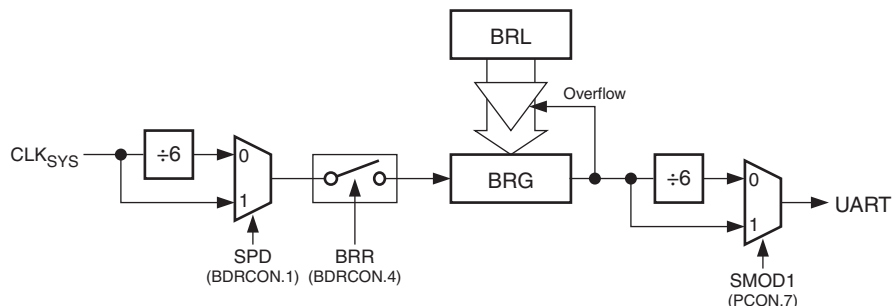 BRL
Overflow
CLKSYS
÷6
0
1
BRG
÷6
0
1
UART
SPD
(BDRCON.1)
BRR
(BDRCON.4)
SMOD1
(PCON.7)